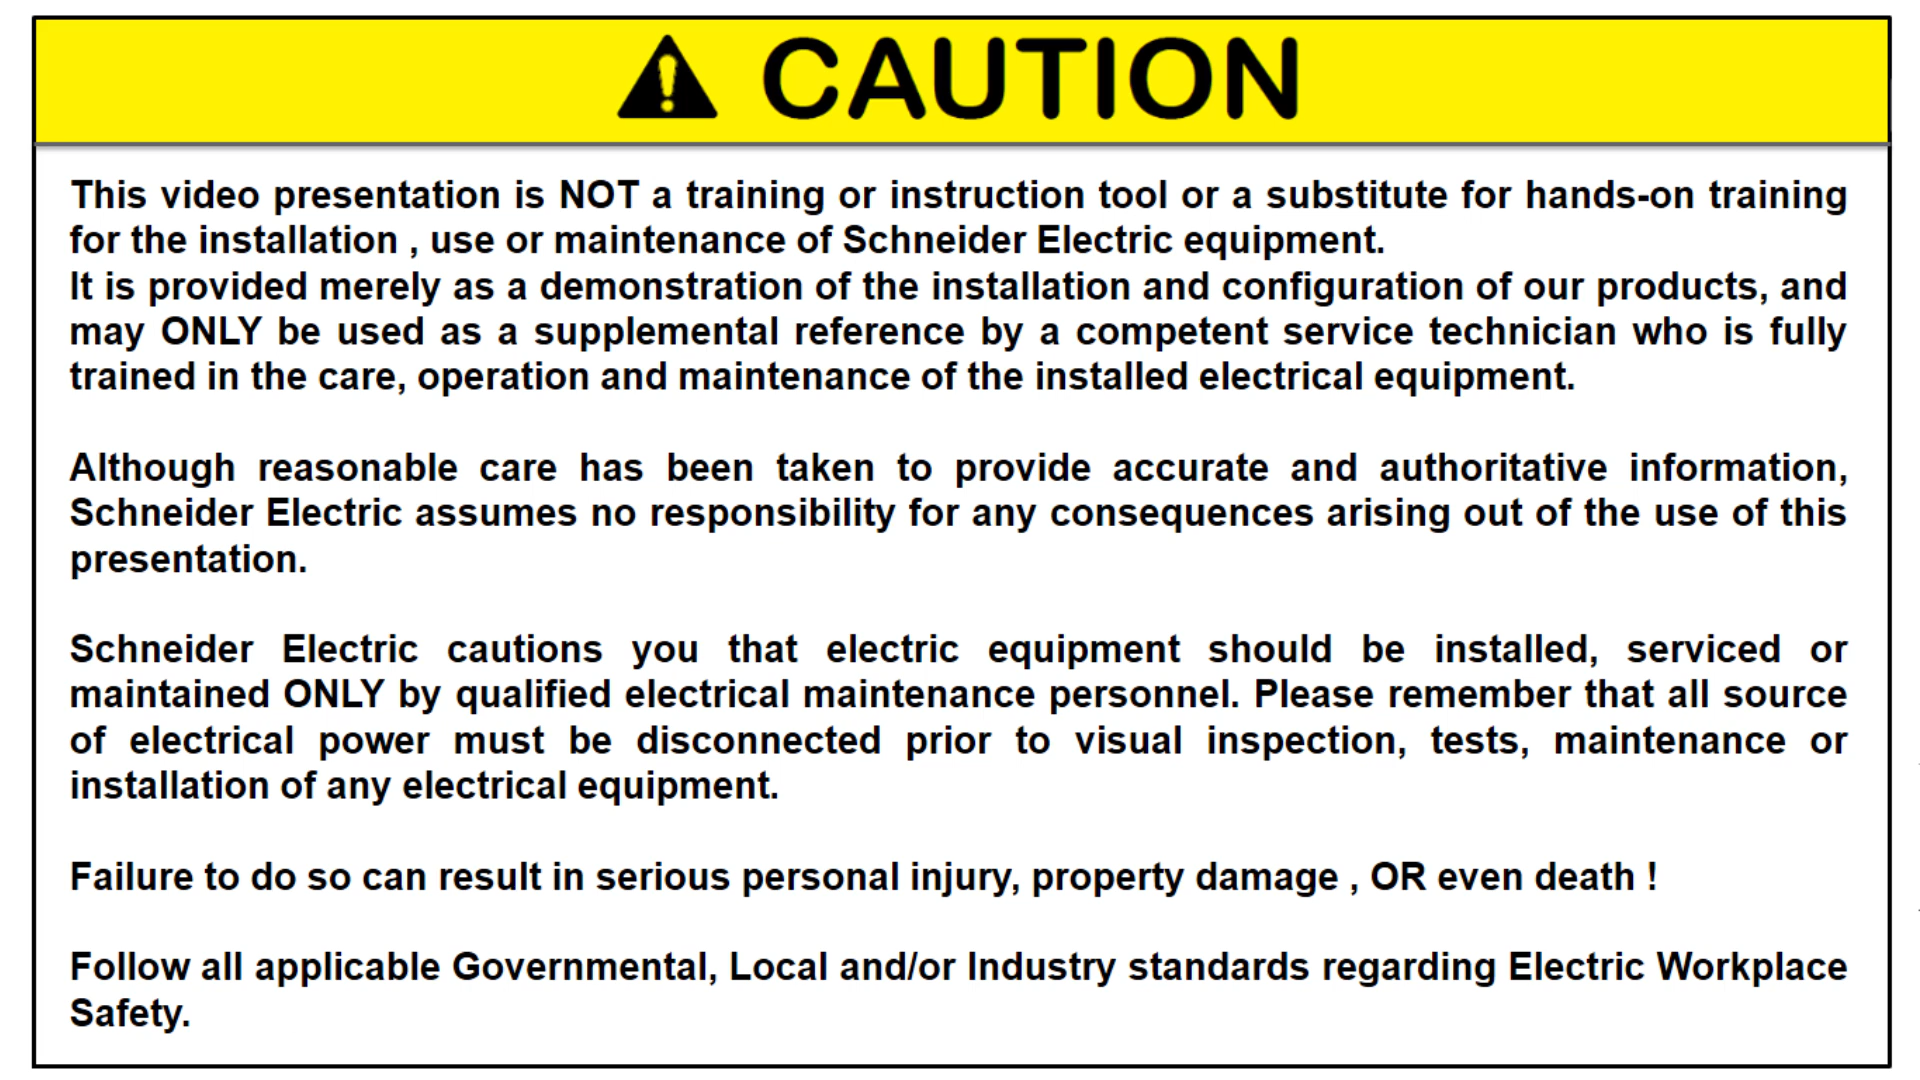 CAUTION
This video presentation is NOT a training or instruction tool or a substitute for hands-on training
for the installation , use or maintenance of Schneider Electric equipment.
It is provided merely as a demonstration of the installation and configuration of our products, and
may ONLY be used as a supplemental reference by a competent service technician who is fully
trained in the care, operation and maintenance of the installed electrical equipment.
Although reasonable care has been taken to provide accurate and authoritative information,
Schneider Electric assumes no responsibility for any consequences arising out of the use of this
presentation.
Schneider Electric cautions you that electric equipment should be installed, serviced or
maintained ONLY by qualified electrical maintenance personnel. Please remember that all source
of electrical power must be disconnected prior to visual inspection, tests, maintenance or
installation of any electrical equipment.
Failure to do so can result in serious personal injury, property damage , OR even death !
Follow all applicable Governmental, Local and/or Industry standards regarding Electric Workplace
Safety.